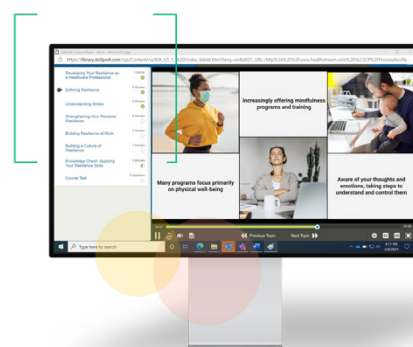 Developing Your Resilience as
a Healthcare Professional
Defining Resilience
Understanding Stress
Strengthening Your Personal
Resilience
Building Resilience at Work
Building a Culture of
Resilience
Knowledge Check: Applying
Your Resilience Skills
Course Test
Increasingly offering mindfulness
programs and training
Many programs focus primarily
on physical well-being
Aware of your thoughts and
emotions, taking steps to
understand and control them
Previous Topic
Next Topic
Type here to search